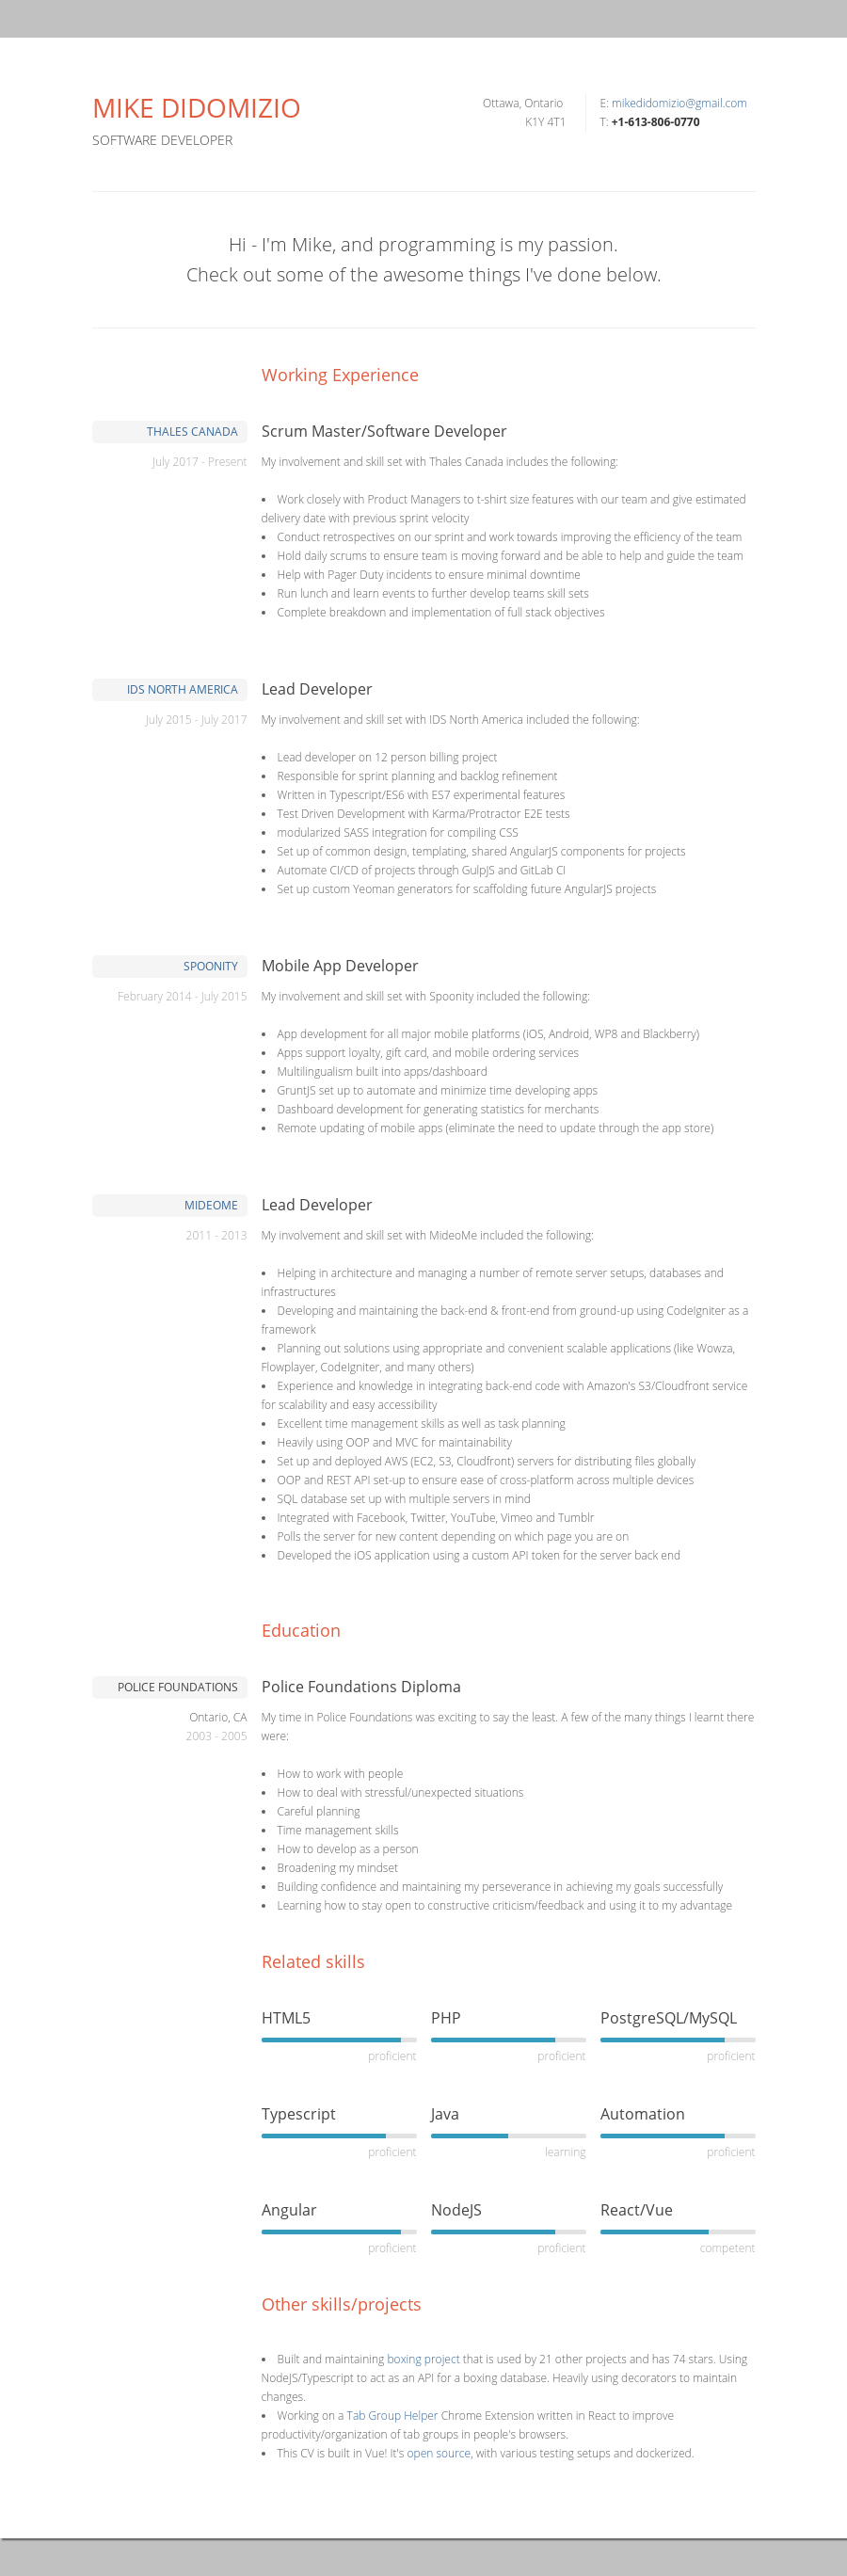 MIKE DIDOMIZIO
SOFTWARE DEVELOPER
Ottawa, Ontario
K1Y 4T1
E: mikedidomizio@gmail.com
T: +1-613-806-0770
Hi - I'm Mike, and programming is my passion.
Check out some of the awesome things I've done below.
Working Experience
THALES CANADA
July 2017 - Present
Scrum Master/Software Developer
My involvement and skill set with Thales Canada includes the following:
• Work closely with Product Managers to t-shirt size features with our team and give estimated
delivery date with previous sprint velocity
• Conduct retrospectives on our sprint and work towards improving the efficiency of the team
• Hold daily scrums to ensure team is moving forward and be able to help and guide the team
• Help with Pager Duty incidents to ensure minimal downtime
• Run lunch and learn events to further develop teams skill sets
• Complete breakdown and implementation of full stack objectives
IDS NORTH AMERICA
July 2015 - July 2017
Lead Developer
My involvement and skill set with IDS North America included the following:
• Lead developer on 12 person billing project
• Responsible for sprint planning and backlog refinement
• Written in Typescript/ES6 with ES7 experimental features
• Test Driven Development with Karma/Protractor E2E tests
• modularized SASS integration for compiling CSS
• Set up of common design, templating, shared AngularJS components for projects
• Automate CI/CD of projects through GulpJS and GitLab CI
• Set up custom Yeoman generators for scaffolding future AngularJS projects
SPOONITY
February 2014 - July 2015
Mobile App Developer
My involvement and skill set with Spoonity included the following:
• App development for all major mobile platforms (iOS, Android, WP8 and Blackberry)
• Apps support loyalty, gift card, and mobile ordering services
• Multilingualism built into apps/dashboard
• GruntJS set up to automate and minimize time developing apps
• Dashboard development for generating statistics for merchants
• Remote updating of mobile apps (eliminate the need to update through the app store)
MIDEOME
2011 - 2013
Lead Developer
My involvement and skill set with MideoMe included the following:
• Helping in architecture and managing a number of remote server setups, databases and
infrastructures
• Developing and maintaining the back-end & front-end from ground-up using CodeIgniter as a
framework
• Planning out solutions using appropriate and convenient scalable applications (like Wowza,
Flowplayer, CodeIgniter, and many others)
• Experience and knowledge in integrating back-end code with Amazon's S3/Cloudfront service
for scalability and easy accessibility
• Excellent time management skills as well as task planning
• Heavily using OOP and MVC for maintainability
• Set up and deployed AWS (EC2, S3, Cloudfront) servers for distributing files globally
• OOP and REST API set-up to ensure ease of cross-platform across multiple devices
• SQL database set up with multiple servers in mind
• Integrated with Facebook, Twitter, YouTube, Vimeo and Tumblr
• Polls the server for new content depending on which page you are on
• Developed the iOS application using a custom API token for the server back end
Education
POLICE FOUNDATIONS
Ontario, CA
2003 - 2005
Police Foundations Diploma
My time in Police Foundations was exciting to say the least. A few of the many things I learnt there
were:
• How to work with people
• How to deal with stressful/unexpected situations
• Careful planning
• Time management skills
• How to develop as a person
• Broadening my mindset
• Building confidence and maintaining my perseverance in achieving my goals successfully
• Learning how to stay open to constructive criticism/feedback and using it to my advantage
Related skills
HTML5 PHP PostgreSQL/MySQL
proficient proficient proficient
Typescript Java Automation
proficient learning proficient
Angular NodeJS React/Vue
proficient proficient competent
Other skills/projects
• Built and maintaining boxing project that is used by 21 other projects and has 74 stars. Using
NodeJS/Typescript to act as an API for a boxing database. Heavily using decorators to maintain
changes.
• Working on a Tab Group Helper Chrome Extension written in React to improve
productivity/organization of tab groups in people's browsers.
• This CV is built in Vue! It's open source, with various testing setups and dockerized.